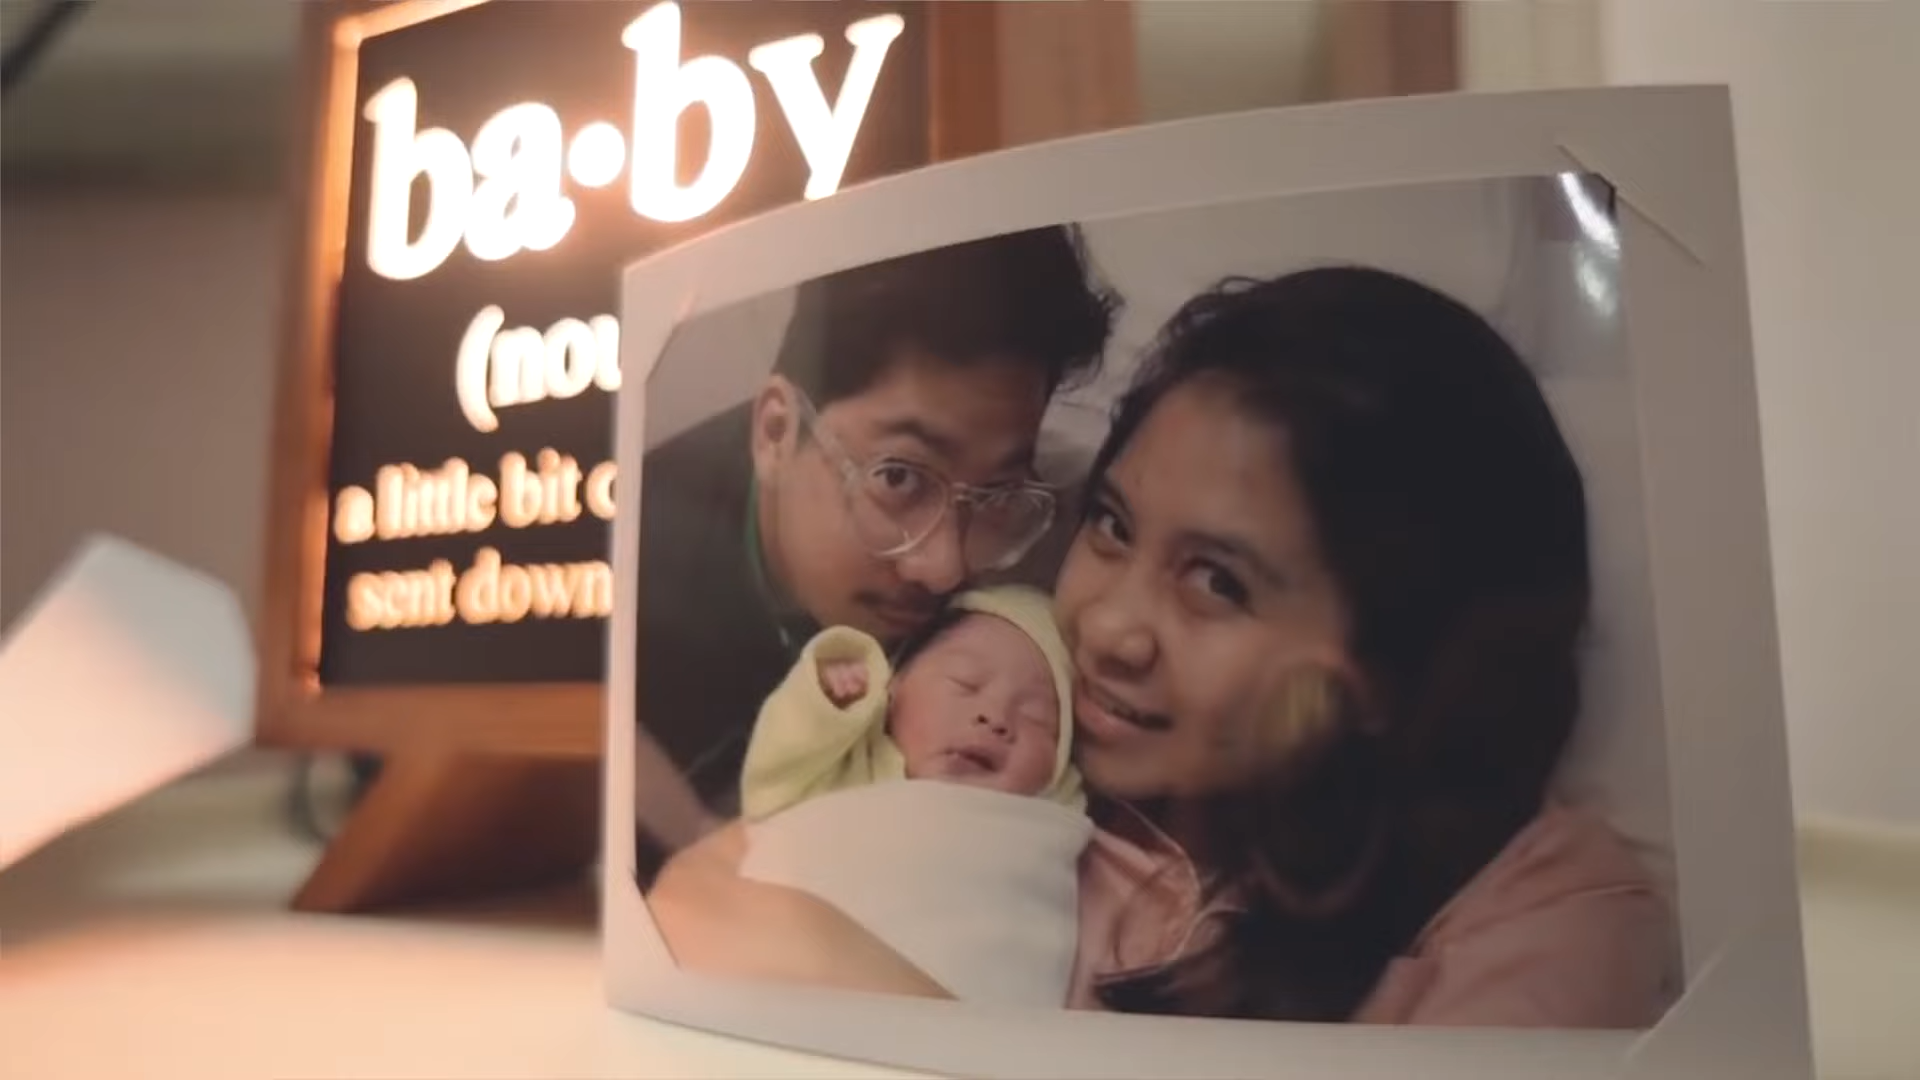 ba•by
(nou
a little bit o
sent down